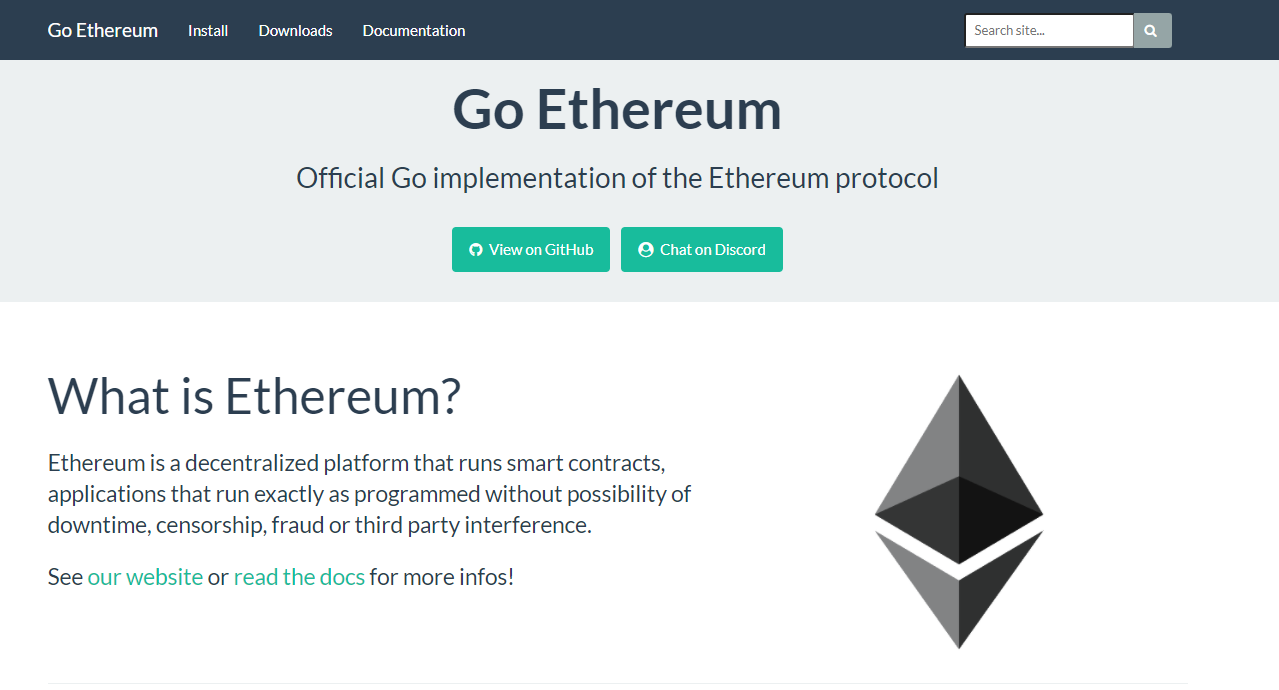 Go Ethereum Install Downloads Documentation Search site...
Go Ethereum
Official Go implementation of the Ethereum protocol
View on GitHub Chat on Discord
What is Ethereum?
Ethereum is a decentralized platform that runs smart contracts,
applications that run exactly as programmed without possibility of
downtime, censorship, fraud or third party interference.
See our website or read the docs for more infos!